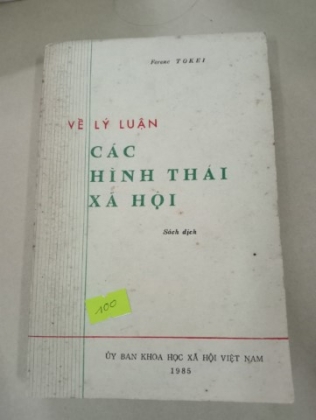 Ferenc TOKEI
VỀ LÝ LUẬN
CÁC
HÌNH THÁI
XÃ HỘI
Sách dịch
100
ỦY BAN KHOA HỌC XÃ HỘI VIỆT NAM
1985